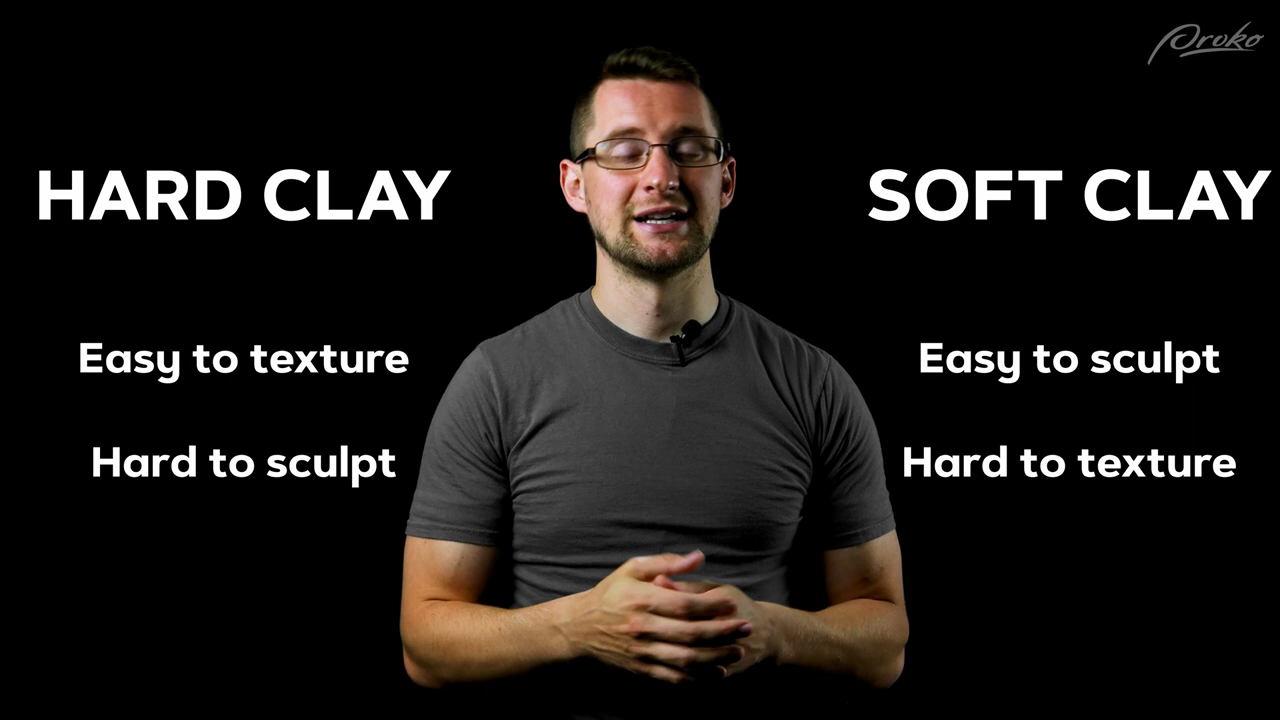 Proko
HARD CLAY
SOFT CLAY
Easy to texture
Easy to sculpt
Hard to sculpt
Hard to texture